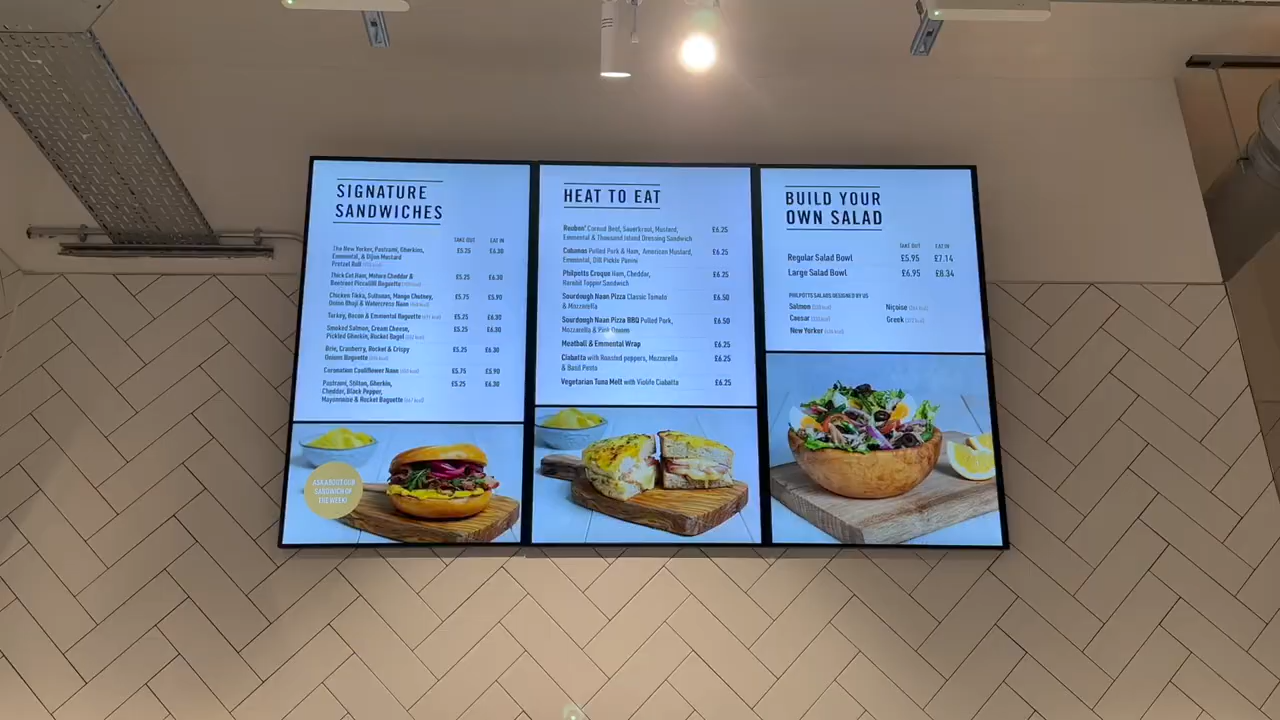 SIGNATURE
SANDWICHES
TAKE OUT EAT IN
The New Yorker, Pastrami, Gherkins, £5.25 £6.30
Emmental, & Dijon Mustard
Pretzel Roll
Thick Cut Ham, Mature Cheddar & £5.25 £6.30
Beetroot Piccalilli Baguette
Chicken Tikka, Sultanas, Mango Chutney, £5.75 £5.90
Onion Bhaji & Watercress Naan
Turkey, Bacon & Emmental Baguette £5.25 £6.30
Smoked Salmon, Cream Cheese, £5.25 £6.30
Pickled Gherkin, Rocket Bagel
Brie, Cranberry, Rocket & Crispy £5.25 £6.30
Onions Baguette
Coronation Cauliflower Naan £5.75 £5.90
Pastrami, Stilton, Gherkin, £5.25 £6.30
Cheddar, Black Pepper,
Mayonnaise & Rocket Baguette
ASK ABOUT OUR
SANDWICH OF
THE WEEK!
HEAT TO EAT
Reuben' Corned Beef, Sauerkraut, Mustard, £6.25
Emmental & Thousand Island Dressing Sandwich
Cubanas Pulled Pork & Ham, American Mustard, £6.25
Emmental, Dill Pickle Panini
Philpotts Croque Ham, Cheddar, £6.25
Harald Topper Sandwich
Sourdough Naan Pizza Classic Tomato £6.50
& Mozzarella
Sourdough Naan Pizza BBQ Pulled Pork, £6.50
Mozzarella & Pink Onions
Meatball & Emmental Wrap £6.25
Ciabatta with Roasted peppers, Mozzarella £6.25
& Basil Pesto
Vegetarian Tuna Melt with Violife Ciabatta £6.25
BUILD YOUR
OWN SALAD
TAKE OUT EAT IN
Regular Salad Bowl £5.95 £7.14
Large Salad Bowl £6.95 £8.34
PHILPOTTS SALADS DESIGNED BY US
Salmon Niçoise
Caesar Greek
New Yorker